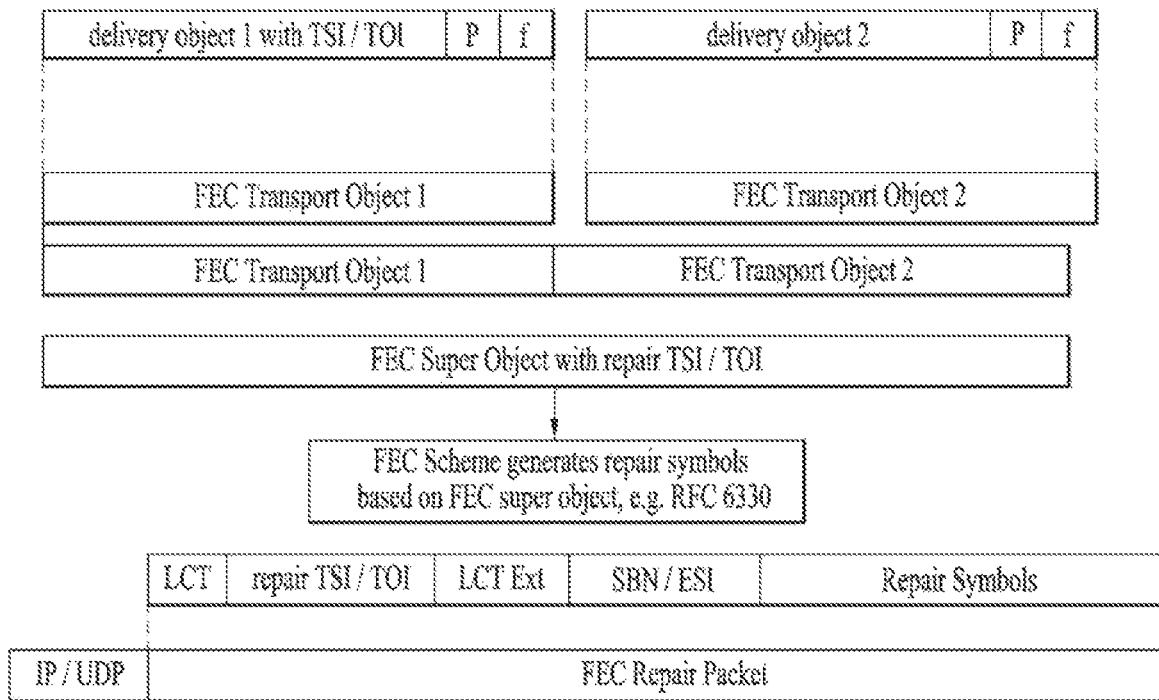 delivery object 1 with TSI / TOI P f delivery object 2 P f
FEC Transport Object 1 FEC Transport Object 2
FEC Transport Object 1 FEC Transport Object 2
FEC Super Object with repair TSI / TOI
FEC Scheme generates repair symbols
based on FEC super object, e.g. RFC 6330
LCT repair TSI / TOI LCT Ext SBN / ESI Repair Symbols
IP / UDP FEC Repair Packet